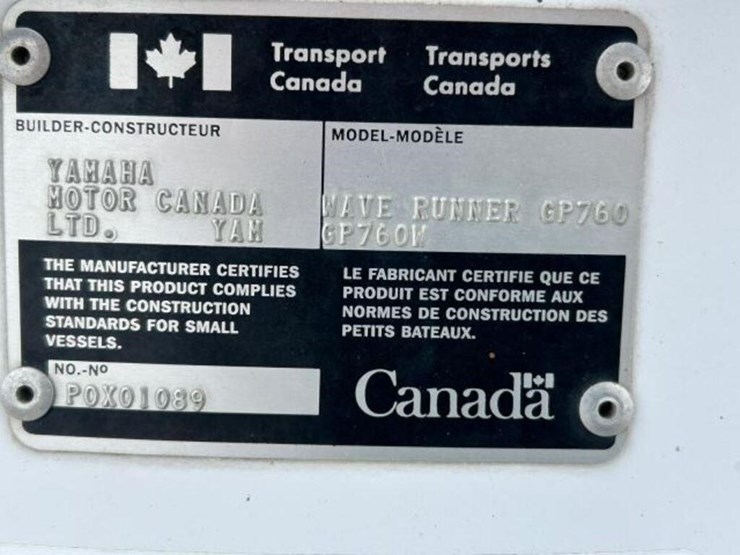 Transport Canada
Transports Canada
BUILDER-CONSTRUCTEUR
YAMAHA
MOTOR CANADA
LTD. YAM
MODEL-MODÈLE
WAVE RUNNER GP760
GP760W
THE MANUFACTURER CERTIFIES
THAT THIS PRODUCT COMPLIES
WITH THE CONSTRUCTION
STANDARDS FOR SMALL
VESSELS.
LE FABRICANT CERTIFIE QUE CE
PRODUIT EST CONFORME AUX
NORMES DE CONSTRUCTION DES
PETITS BATEAUX.
NO.-Nº
POX01089
Canada